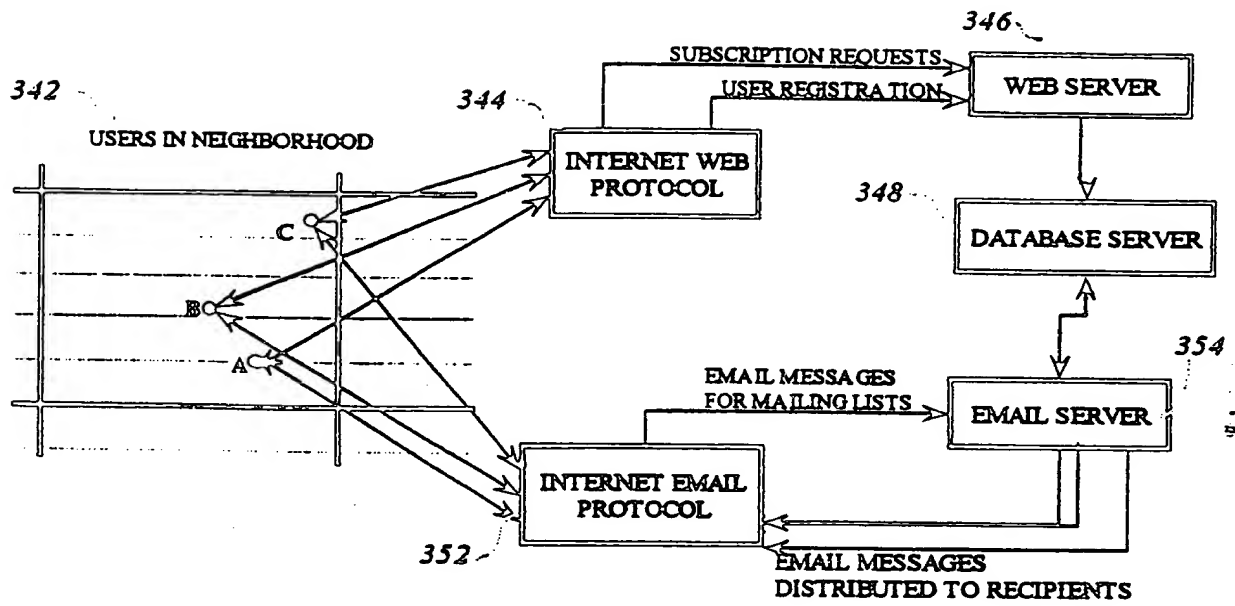 346
SUBSCRIPTION REQUESTS
WEB SERVER
342
344
USER REGISTRATION
USERS IN NEIGHBORHOOD
INTERNET WEB
PROTOCOL
348
C
DATABASE SERVER
B
A
354
EMAIL MESSAGES
FOR MAILING LISTS
EMAIL SERVER
INTERNET EMAIL
PROTOCOL
352
EMAIL MESSAGES
DISTRIBUTED TO RECIPIENTS